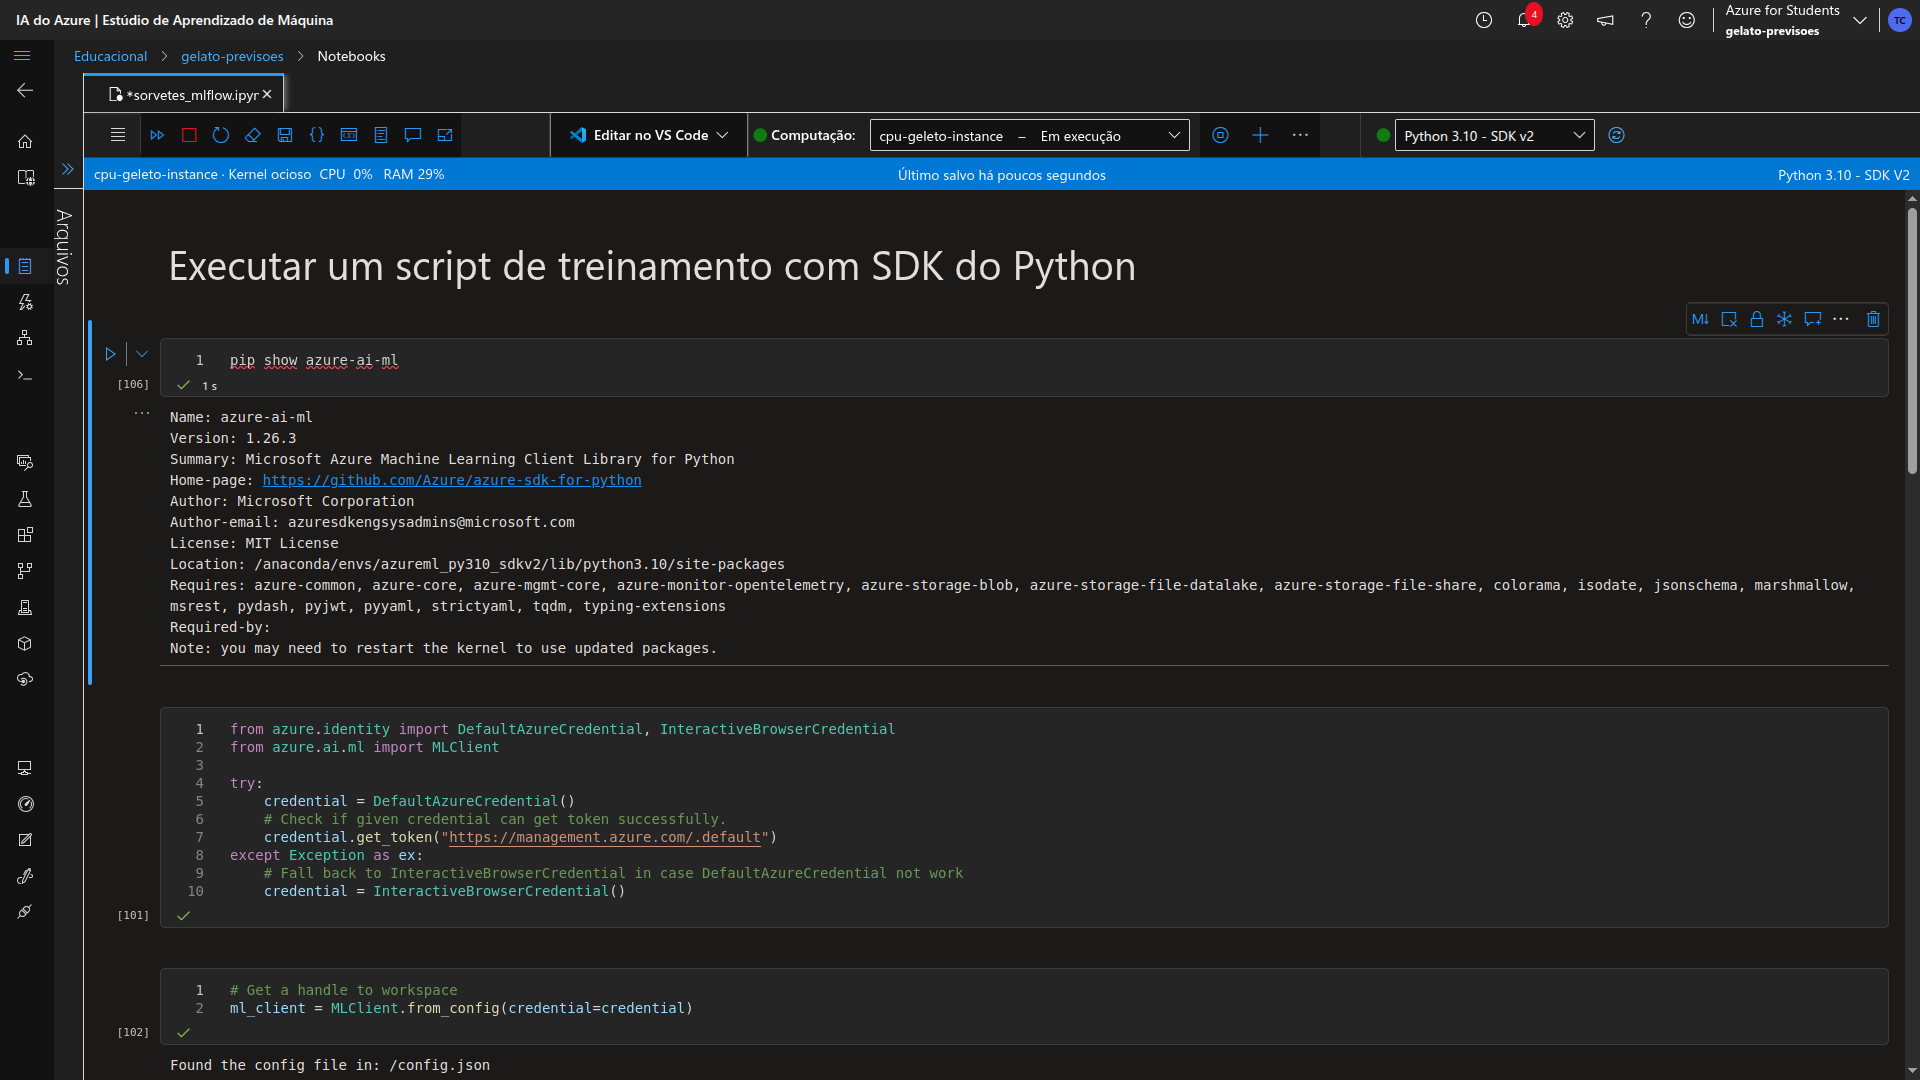 IA do Azure | Estúdio de Aprendizado de Máquina
4
Azure for Students
gelato-previsoes
TC
Educacional > gelato-previsoes > Notebooks
*sorvetes_mlflow.ipyr
Editar no VS Code
Computação:
cpu-geleto-instance – Em execução
Python 3.10 - SDK v2
cpu-geleto-instance · Kernel ocioso CPU 0% RAM 29%
Último salvo há poucos segundos
Python 3.10 - SDK V2
Arquivos
Executar um script de treinamento com SDK do Python
M↓
1 pip show azure-ai-ml
[106]
1 s
Name: azure-ai-ml
Version: 1.26.3
Summary: Microsoft Azure Machine Learning Client Library for Python
Home-page: https://github.com/Azure/azure-sdk-for-python
Author: Microsoft Corporation
Author-email: azuresdkengsysadmins@microsoft.com
License: MIT License
Location: /anaconda/envs/azureml_py310_sdkv2/lib/python3.10/site-packages
Requires: azure-common, azure-core, azure-mgmt-core, azure-monitor-opentelemetry, azure-storage-blob, azure-storage-file-datalake, azure-storage-file-share, colorama, isodate, jsonschema, marshmallow,
msrest, pydash, pyjwt, pyyaml, strictyaml, tqdm, typing-extensions
Required-by:
Note: you may need to restart the kernel to use updated packages.
1 from azure.identity import DefaultAzureCredential, InteractiveBrowserCredential
2 from azure.ai.ml import MLClient
3
4 try:
5     credential = DefaultAzureCredential()
6     # Check if given credential can get token successfully.
7     credential.get_token("https://management.azure.com/.default")
8 except Exception as ex:
9     # Fall back to InteractiveBrowserCredential in case DefaultAzureCredential not work
10     credential = InteractiveBrowserCredential()
[101]
1 # Get a handle to workspace
2 ml_client = MLClient.from_config(credential=credential)
[102]
Found the config file in: /config.json